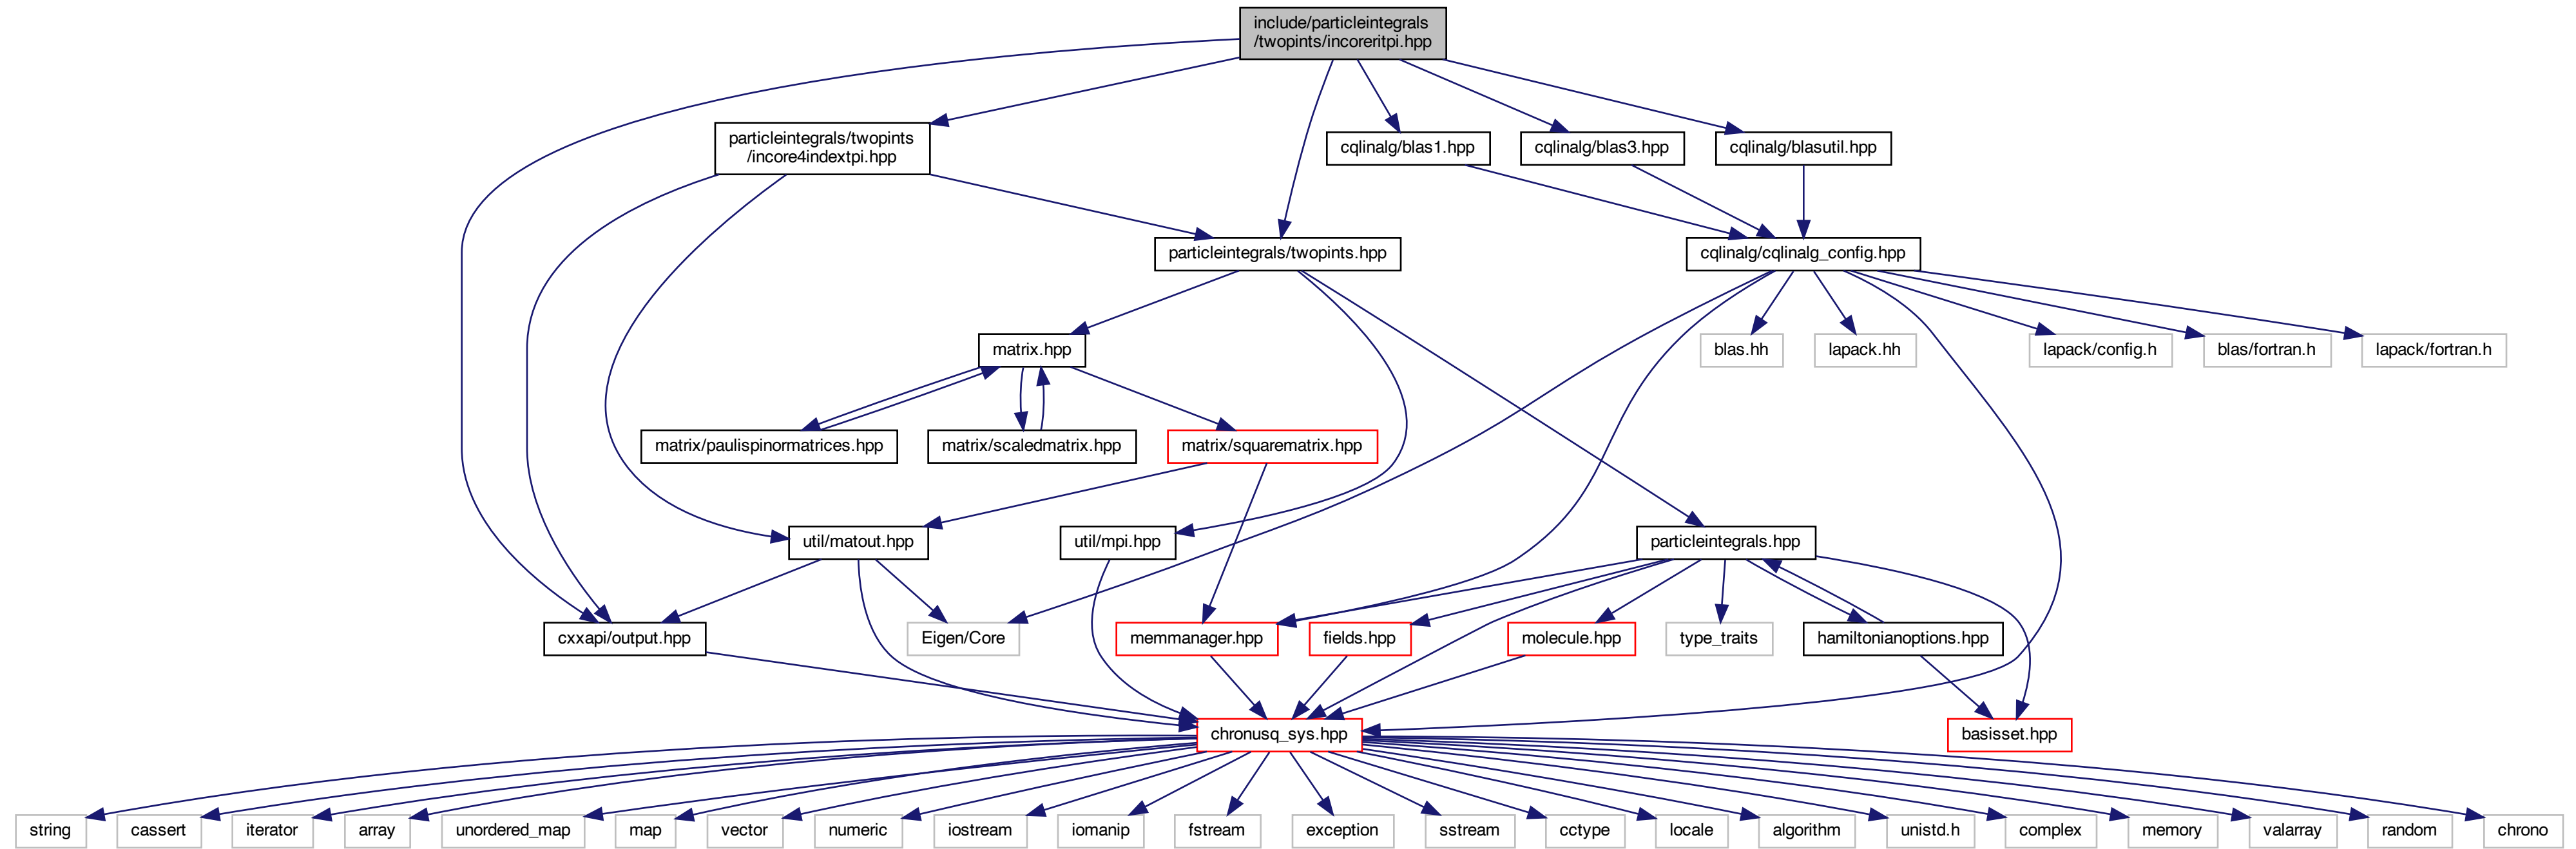 include/particleintegrals
/twopints/incoreritpi.hpp
particleintegrals/twopints
/incore4indextpi.hpp
cqlinalg/blas1.hpp
cqlinalg/blas3.hpp
cqlinalg/blasutil.hpp
particleintegrals/twopints.hpp
cqlinalg/cqlinalg_config.hpp
matrix.hpp
blas.hh
lapack.hh
lapack/config.h
blas/fortran.h
lapack/fortran.h
matrix/paulispinormatrices.hpp
matrix/scaledmatrix.hpp
matrix/squarematrix.hpp
util/matout.hpp
util/mpi.hpp
particleintegrals.hpp
cxxapi/output.hpp
Eigen/Core
memmanager.hpp
fields.hpp
molecule.hpp
type_traits
hamiltonianoptions.hpp
chronusq_sys.hpp
basisset.hpp
string
cassert
iterator
array
unordered_map
map
vector
numeric
iostream
iomanip
fstream
exception
sstream
cctype
locale
algorithm
unistd.h
complex
memory
valarray
random
chrono